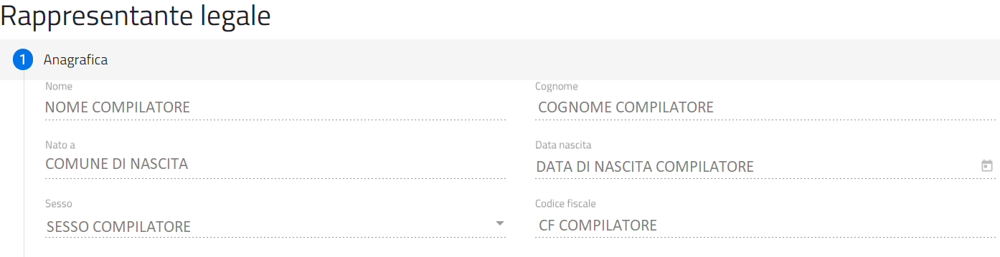 Rappresentante legale
1 Anagrafica
Nome
Cognome
NOME COMPILATORE
COGNOME COMPILATORE
Nato a
Data nascita
COMUNE DI NASCITA
DATA DI NASCITA COMPILATORE
Sesso
Codice fiscale
SESSO COMPILATORE
CF COMPILATORE